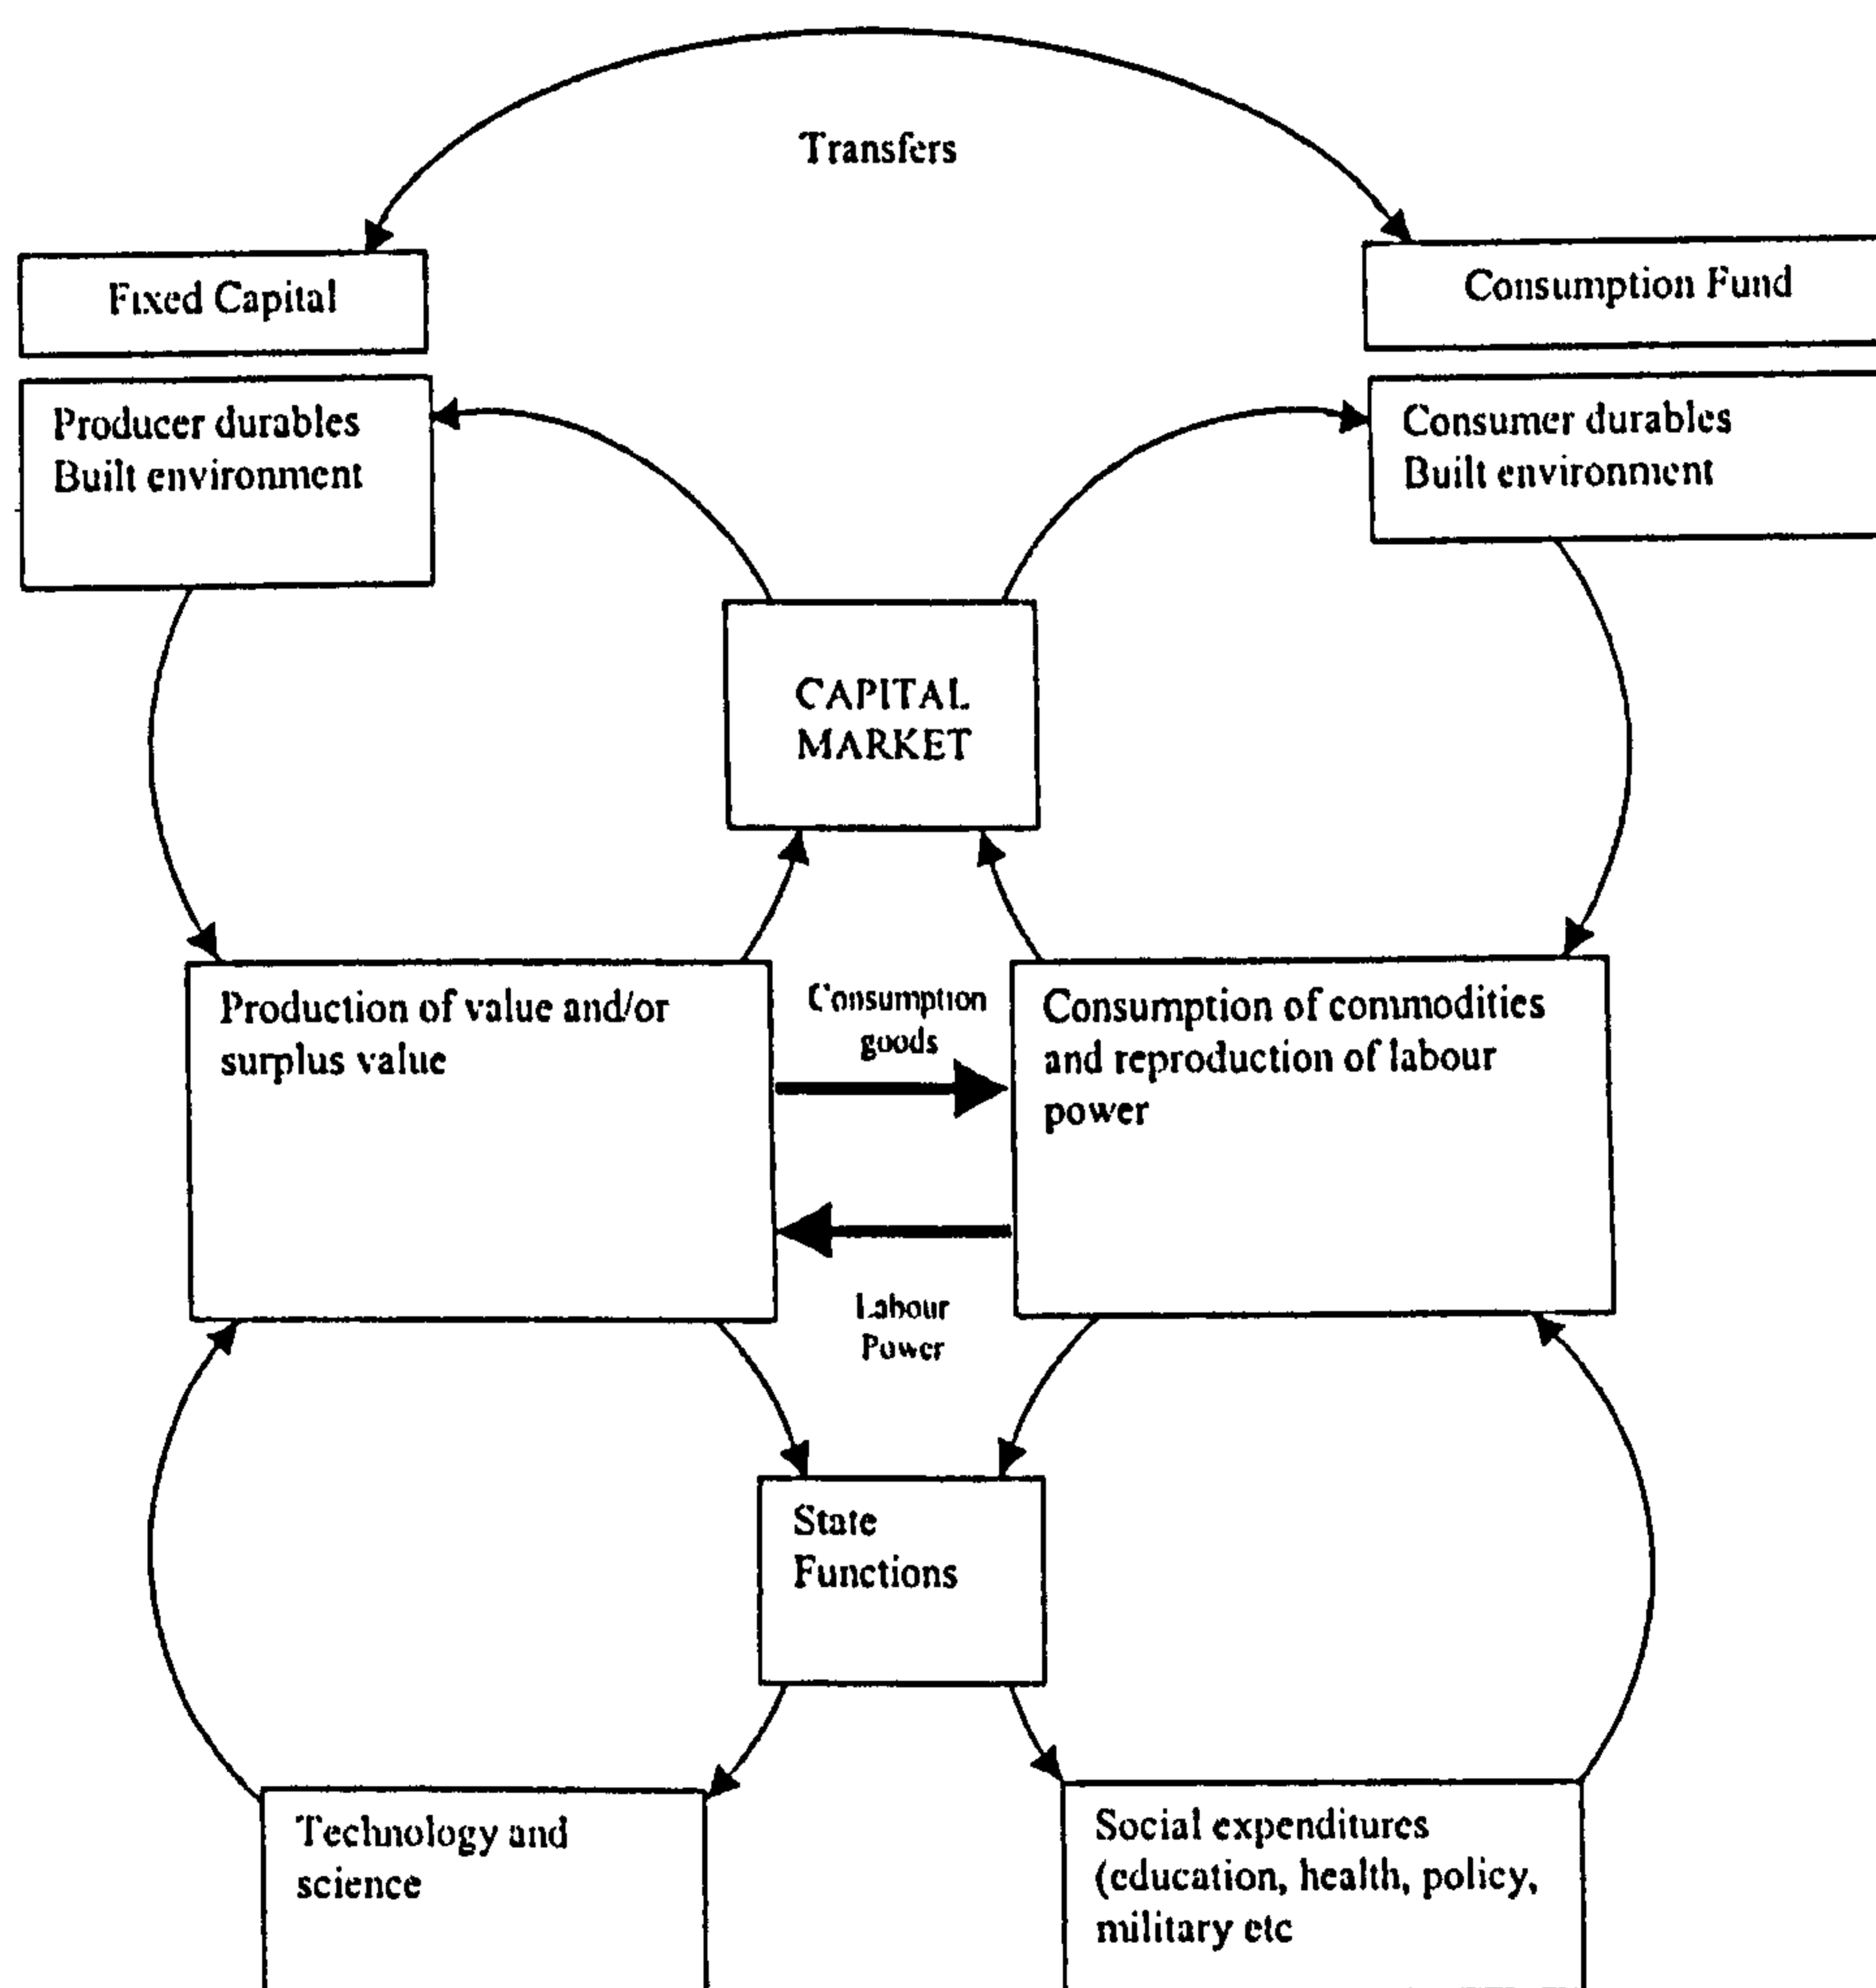 Transfers
Fixed Capital
Consumption Fund
Producer durables
Built environment
Consumer durables
Built environment
CAPITAL
MARKET
Production of value and/or
surplus value
Consumption
goods
Consumption of commodities
and reproduction of labour
power
Labour
Power
State
Functions
Technology and
science
Social expenditures
(education, health, policy,
military etc